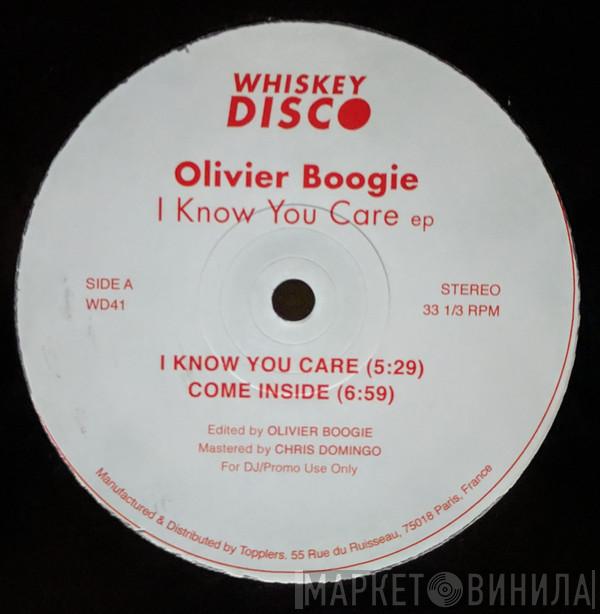 WHISKEY
DISCO
Olivier Boogie
I Know You Care ep
SIDE A
WD41
STEREO
33 1/3 RPM
I KNOW YOU CARE (5:29)
COME INSIDE (6:59)
Edited by OLIVIER BOOGIE
Mastered by CHRIS DOMINGO
For DJ/Promo Use Only
Manufactured & Distributed by Topplers. 55 Rue du Ruisseau, 75018 Paris, France
МАРКЕТ ВИНИЛА